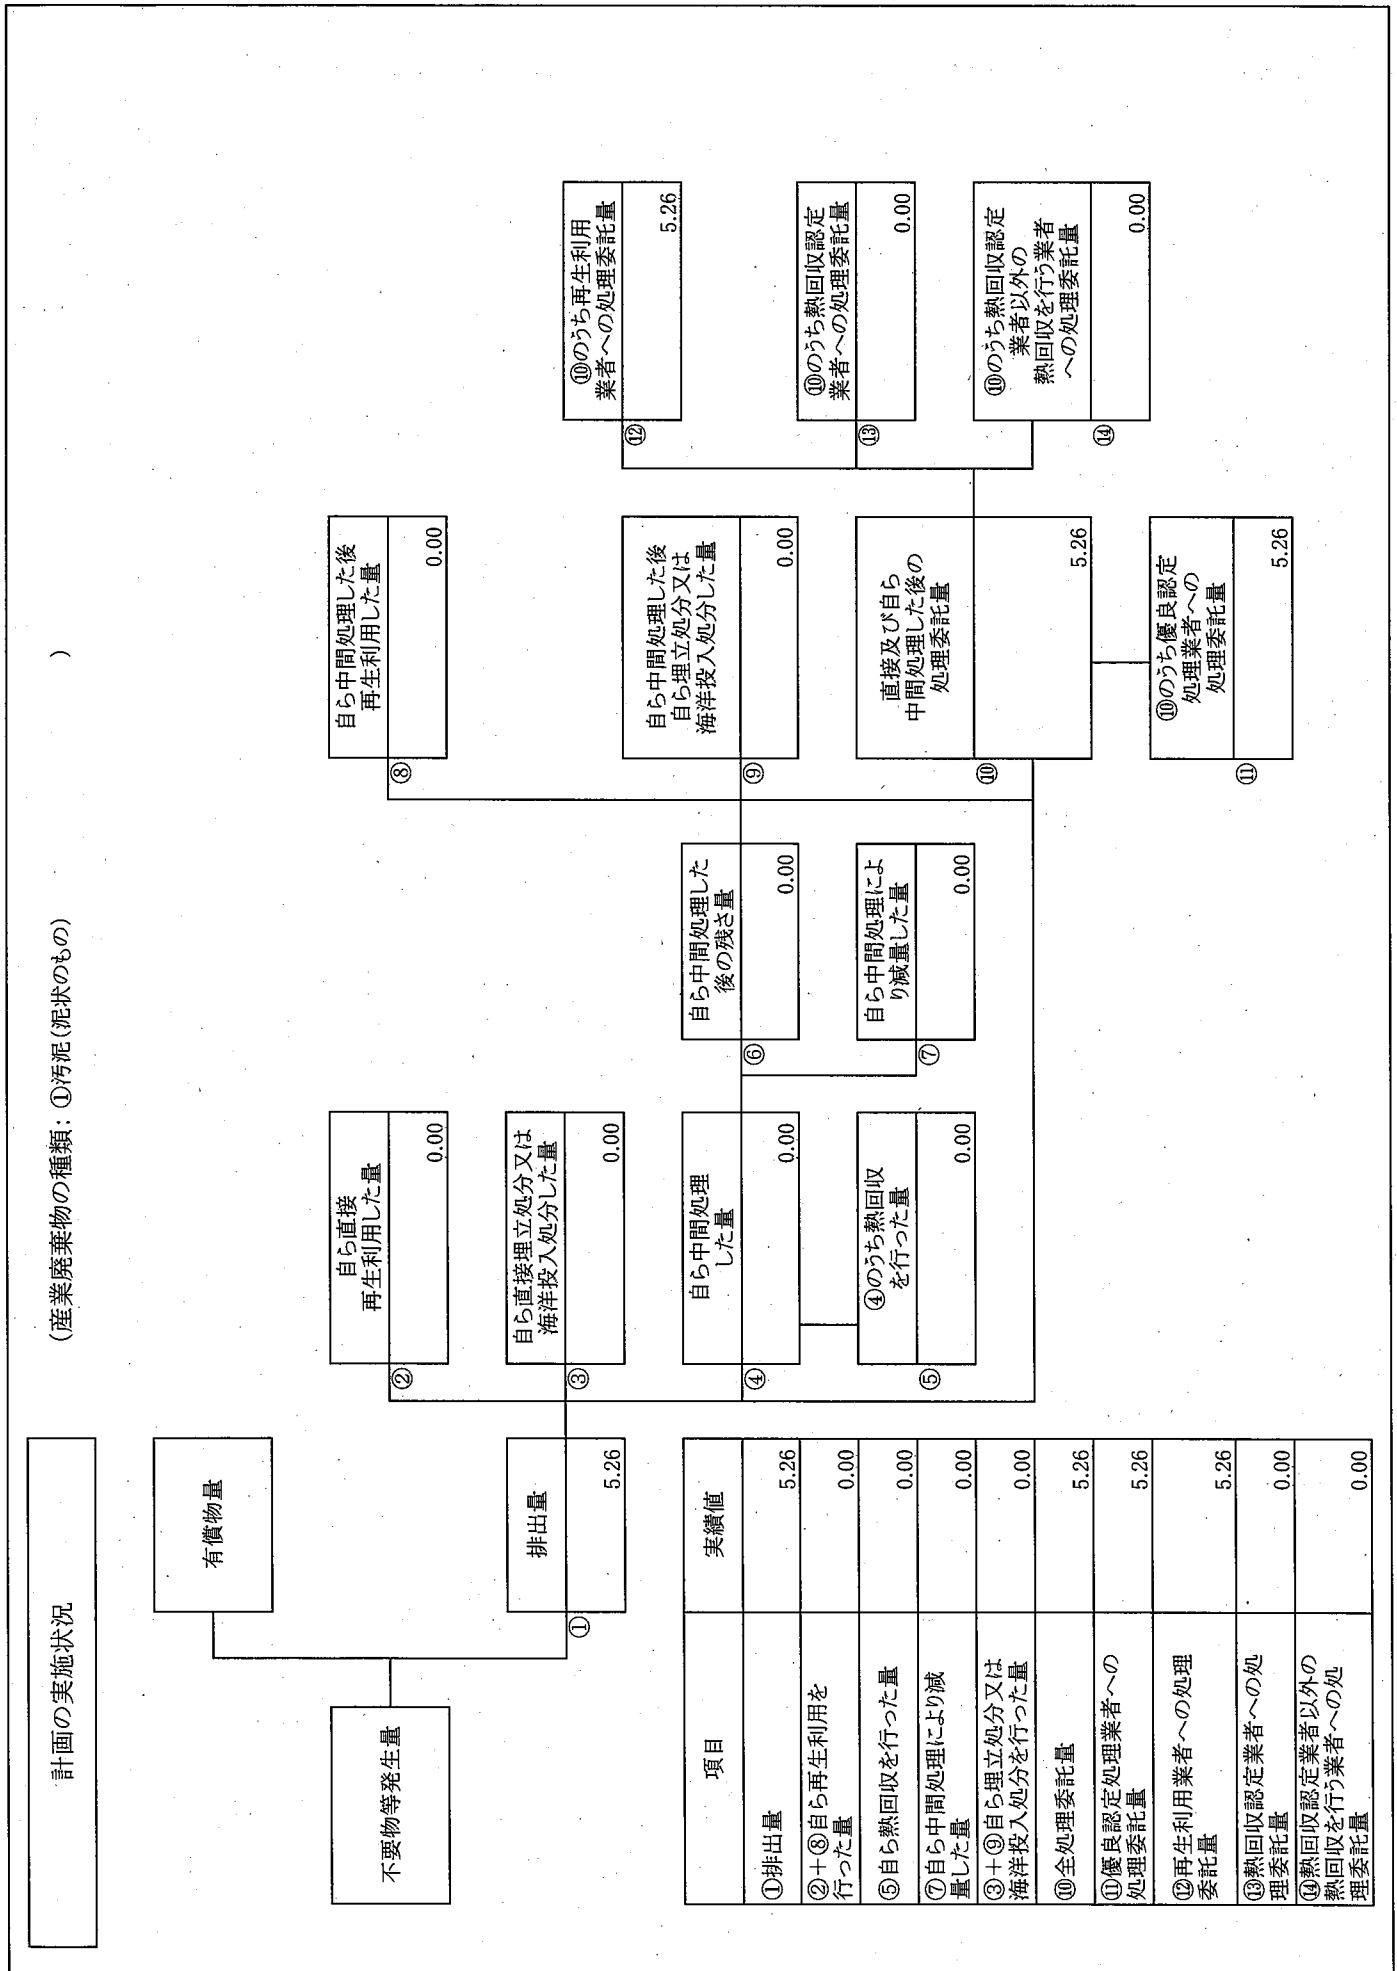 計画の実施状況
(産業廃棄物の種類: ①汚泥(泥状のもの)
)
不要物等発生量
有償物量
①
排出量
5.26
②
自ら直接
再生利用した量
0.00
③
自ら直接埋立処分又は
海洋投入処分した量
0.00
④
自ら中間処理
した量
0.00
⑤
④のうち熱回収
を行った量
0.00
⑥
自ら中間処理した
後の残さ量
0.00
⑦
自ら中間処理によ
り減量した量
0.00
⑧
自ら中間処理した後
再生利用した量
0.00
⑨
自ら中間処理した後
自ら埋立処分又は
海洋投入処分した量
0.00
⑩
直接及び自ら
中間処理した後の
処理委託量
5.26
⑪
⑩のうち優良認定
処理業者への
処理委託量
5.26
⑫
⑩のうち再生利用
業者への処理委託量
5.26
⑬
⑩のうち熱回収認定
業者への処理委託量
0.00
⑭
⑩のうち熱回収認定
業者以外の
熱回収を行う業者
への処理委託量
0.00
項目 実績値
①排出量 5.26
②+⑧自ら再生利用を
行った量 0.00
⑤自ら熱回収を行った量 0.00
⑦自ら中間処理により減
量した量 0.00
③+⑨自ら埋立処分又は
海洋投入処分を行った量 0.00
⑩全処理委託量 5.26
⑪優良認定処理業者への
処理委託量 5.26
⑫再生利用業者への処理
委託量 5.26
⑬熱回収認定業者への処
理委託量 0.00
⑭熱回収認定業者以外の
熱回収を行う業者への処
理委託量 0.00